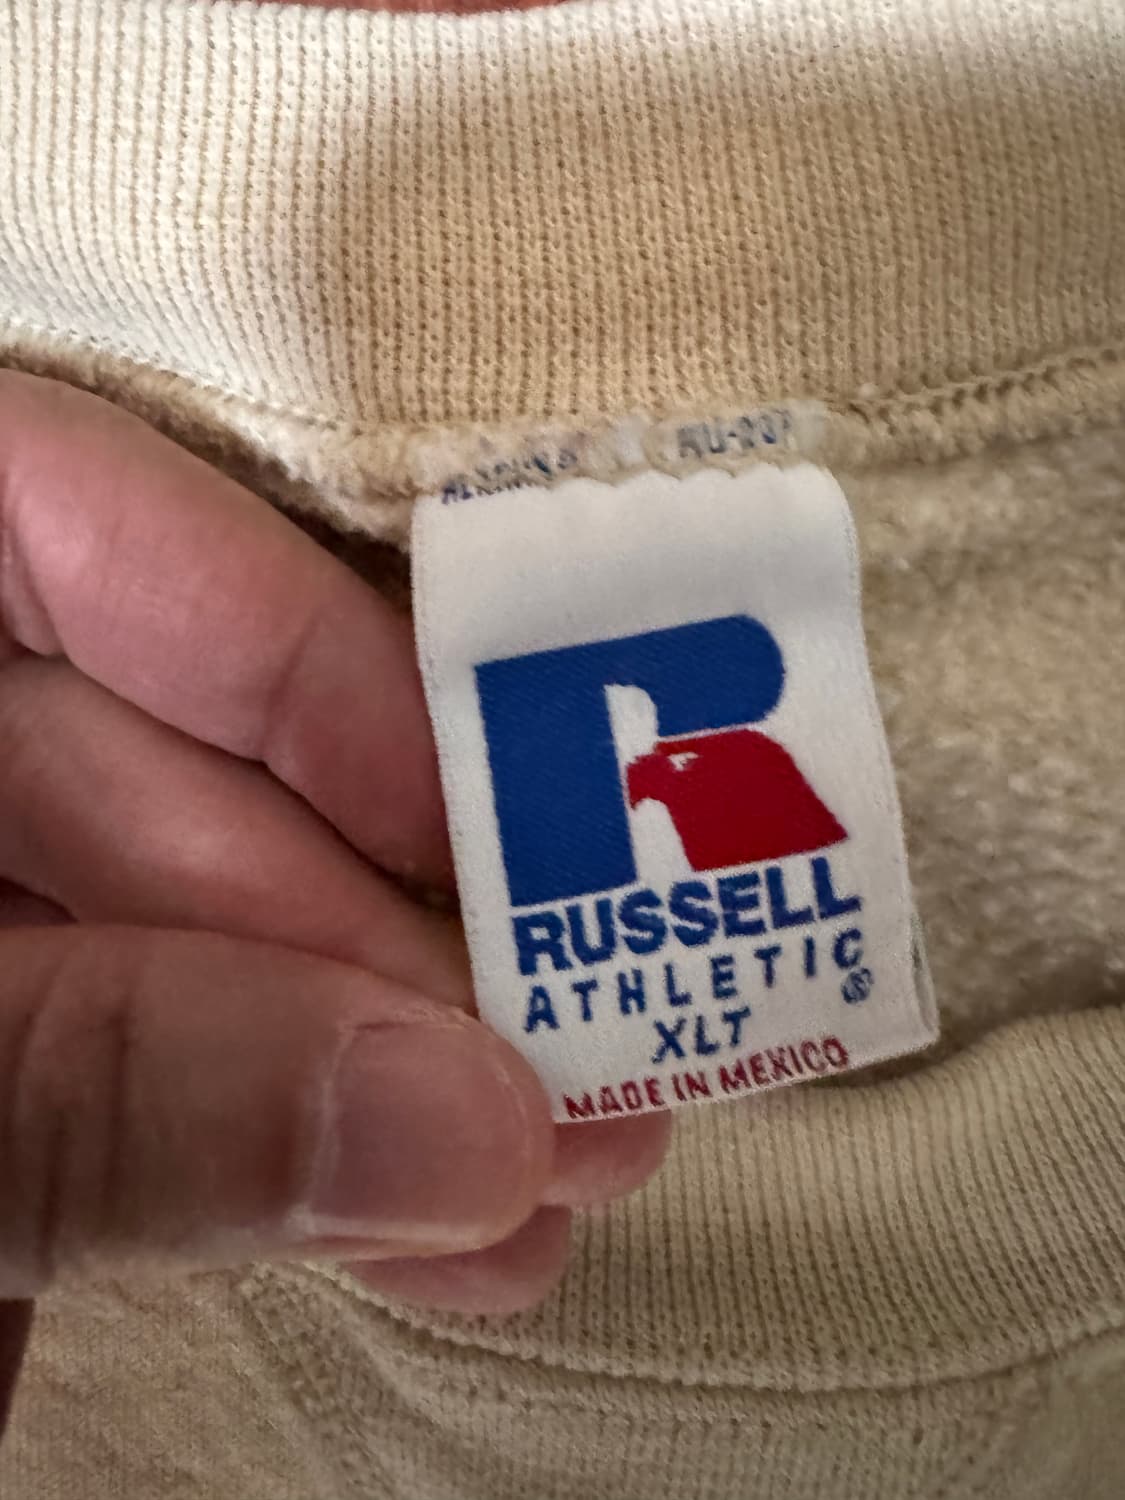 RUSSELL
ATHLETIC
®
XLT
MADE IN MEXICO